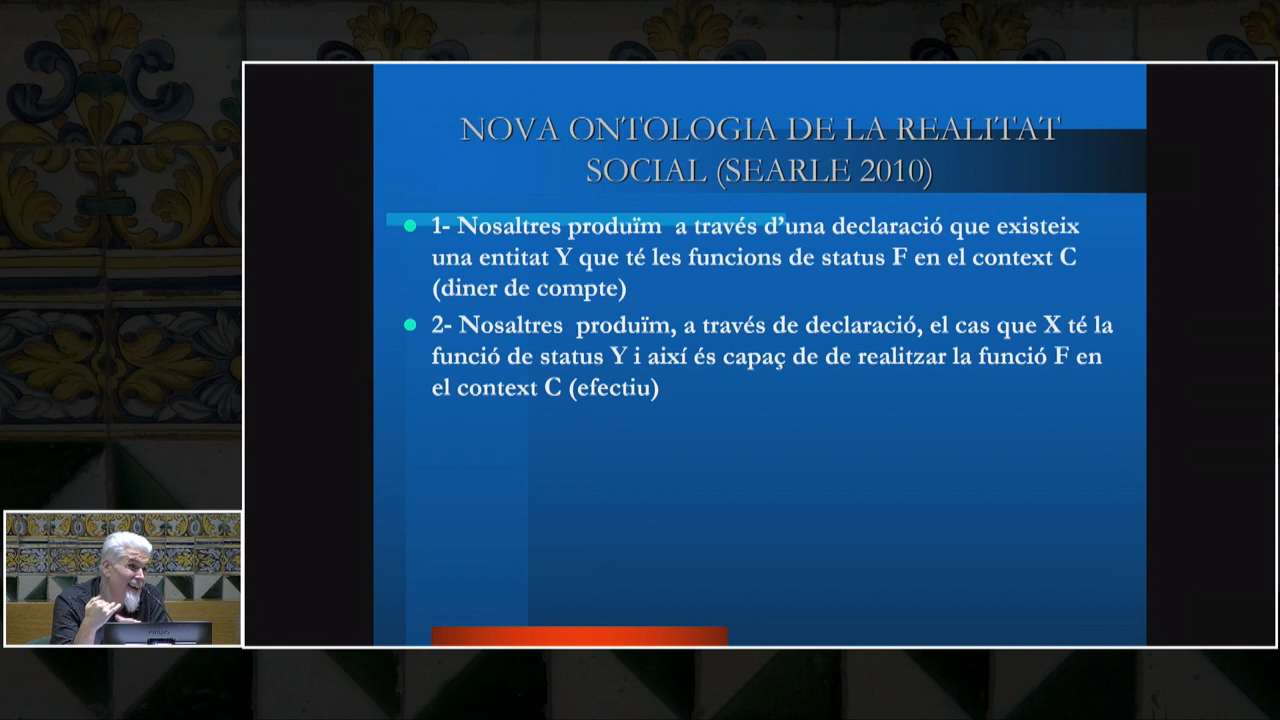 NOVA ONTOLOGIA DE LA REALITAT
SOCIAL (SEARLE 2010)
1- Nosaltres produïm a través d’una declaració que existeix
una entitat Y que té les funcions de status F en el context C
(diner de compte)
2- Nosaltres produïm, a través de declaració, el cas que X té la
funció de status Y i així és capaç de de realitzar la funció F en
el context C (efectiu)
PHILIPS